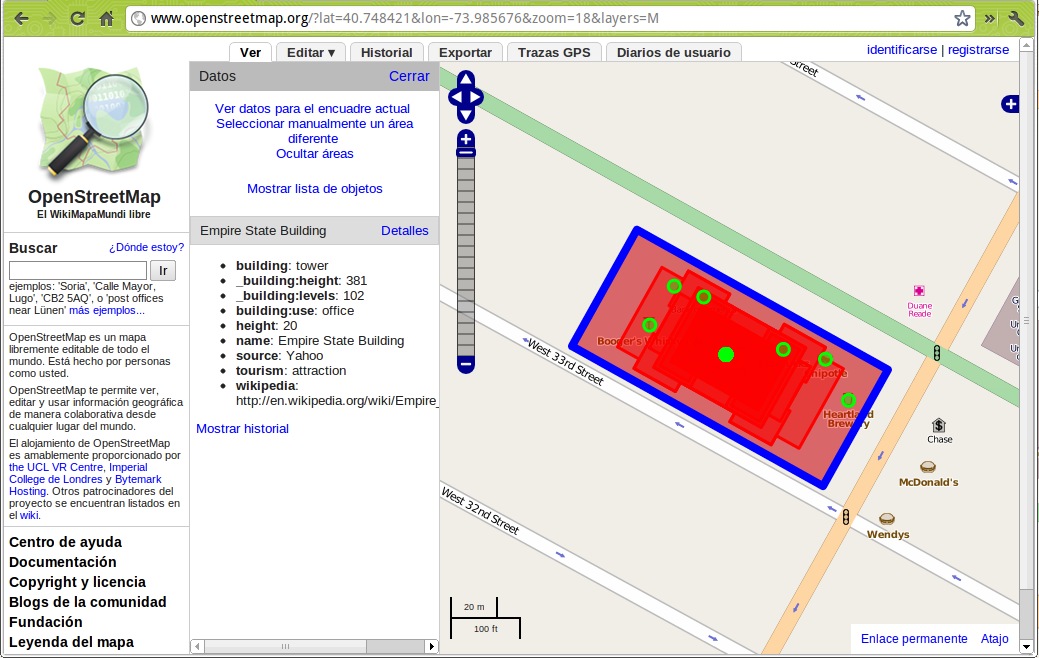 www.openstreetmap.org/?lat=40.748421&lon=-73.985676&zoom=18&layers=M
Ver
Editar ▾
Historial
Exportar
Trazas GPS
Diarios de usuario
identificarse | registrarse
OpenStreetMap
El WikiMapaMundi libre
Buscar
¿Dónde estoy?
Ir
ejemplos: 'Soria', 'Calle Mayor,
Lugo', 'CB2 5AQ', o 'post offices
near Lünen' más ejemplos...
OpenStreetMap es un mapa
libremente editable de todo el
mundo. Está hecho por personas
como usted.
OpenStreetMap te permite ver,
editar y usar información geográfica
de manera colaborativa desde
cualquier lugar del mundo.
El alojamiento de OpenStreetMap
es amablemente proporcionado por
the UCL VR Centre, Imperial
College de Londres y Bytemark
Hosting. Otros patrocinadores del
proyecto se encuentran listados en
el wiki.
Centro de ayuda
Documentación
Copyright y licencia
Blogs de la comunidad
Fundación
Leyenda del mapa
Datos
Cerrar
Ver datos para el encuadre actual
Seleccionar manualmente un área
diferente
Ocultar áreas
Mostrar lista de objetos
Empire State Building
Detalles
building: tower
_building:height: 381
_building:levels: 102
building:use: office
height: 20
name: Empire State Building
source: Yahoo
tourism: attraction
wikipedia:
http://en.wikipedia.org/wiki/Empire_
Mostrar historial
Street
Duane
Reade
West 33rd Street
Heartland
Brewery
Chase
McDonald's
Wendys
West 32nd Street
20 m
100 ft
Enlace permanente
Atajo